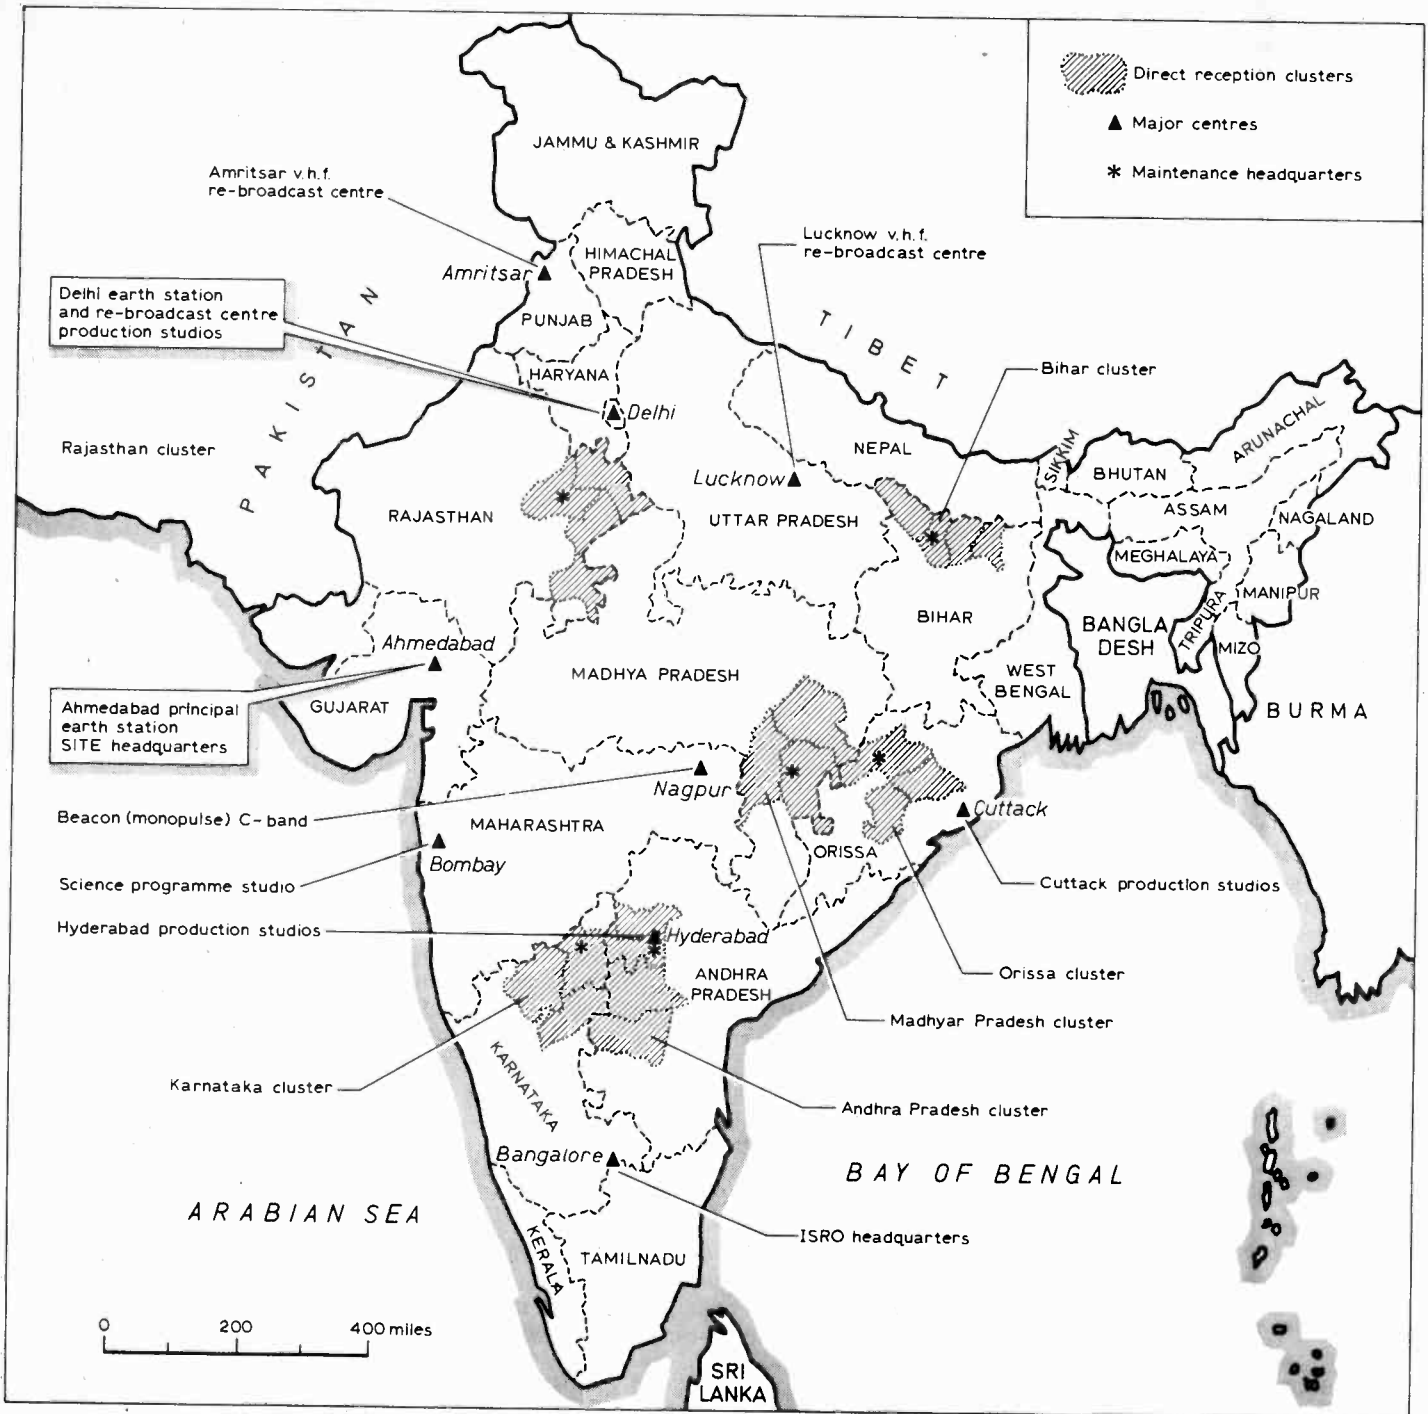 Direct reception clusters
Major centres
Maintenance headquarters
JAMMU & KASHMIR
Amritsar v.h.f.
re-broadcast centre
Lucknow v.h.f.
re-broadcast centre
HIMACHAL
PRADESH
Amritsar
Delhi earth station
and re-broadcast centre
production studios
PUNJAB
PAKISTAN
TIBET
HARYANA
Bihar cluster
Delhi
Rajasthan cluster
NEPAL
SIKKIM
BHUTAN
ARUNACHAL
Lucknow
RAJASTHAN
UTTAR PRADESH
ASSAM
NAGALAND
MEGHALAYA
MANIPUR
BIHAR
BANGLA
DESH
TRIPURA
MIZO
Ahmedabad
MADHYA PRADESH
WEST
BENGAL
GUJARAT
BURMA
Ahmedabad principal
earth station
SITE headquarters
Nagpur
Cuttack
Beacon (monopulse) C-band
MAHARASHTRA
ORISSA
Bombay
Science programme studio
Cuttack production studios
Hyderabad production studios
Hyderabad
ANDHRA
PRADESH
Orissa cluster
Madhyar Pradesh cluster
KARNATAKA
Karnataka cluster
Andhra Pradesh cluster
Bangalore
BAY OF BENGAL
ARABIAN SEA
ISRO headquarters
KERALA
TAMILNADU
0 200 400 miles
SRI
LANKA